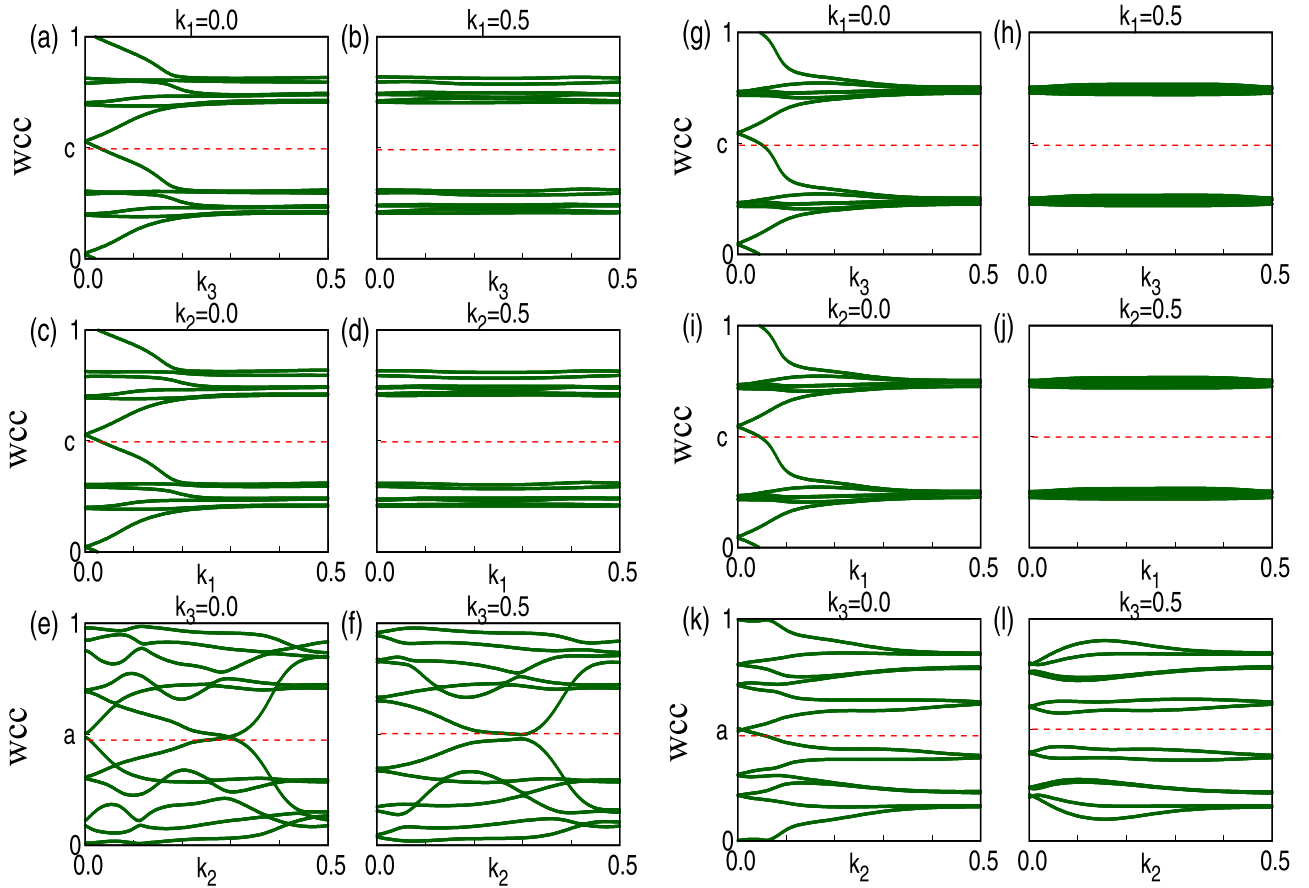 k1=0.0 k1=0.5 k1=0.0 k1=0.5
(a) 1 (b) (g) 1 (h)
wcc c wcc c
0 0
0.0 k3 0.5 0.0 k3 0.5 0.0 k3 0.5 0.0 k3 0.5
k2=0.0 k2=0.5 k2=0.0 k2=0.5
(c) 1 (d) (i) 1 (j)
wcc c wcc c
0 0
0.0 k1 0.5 0.0 k1 0.5 0.0 k1 0.5 0.0 k1 0.5
k3=0.0 k3=0.5 k3=0.0 k3=0.5
(e) 1 (f) (k) 1 (l)
wcc a wcc a
0 0
0.0 k2 0.5 0.0 k2 0.5 0.0 k2 0.5 0.0 k2 0.5